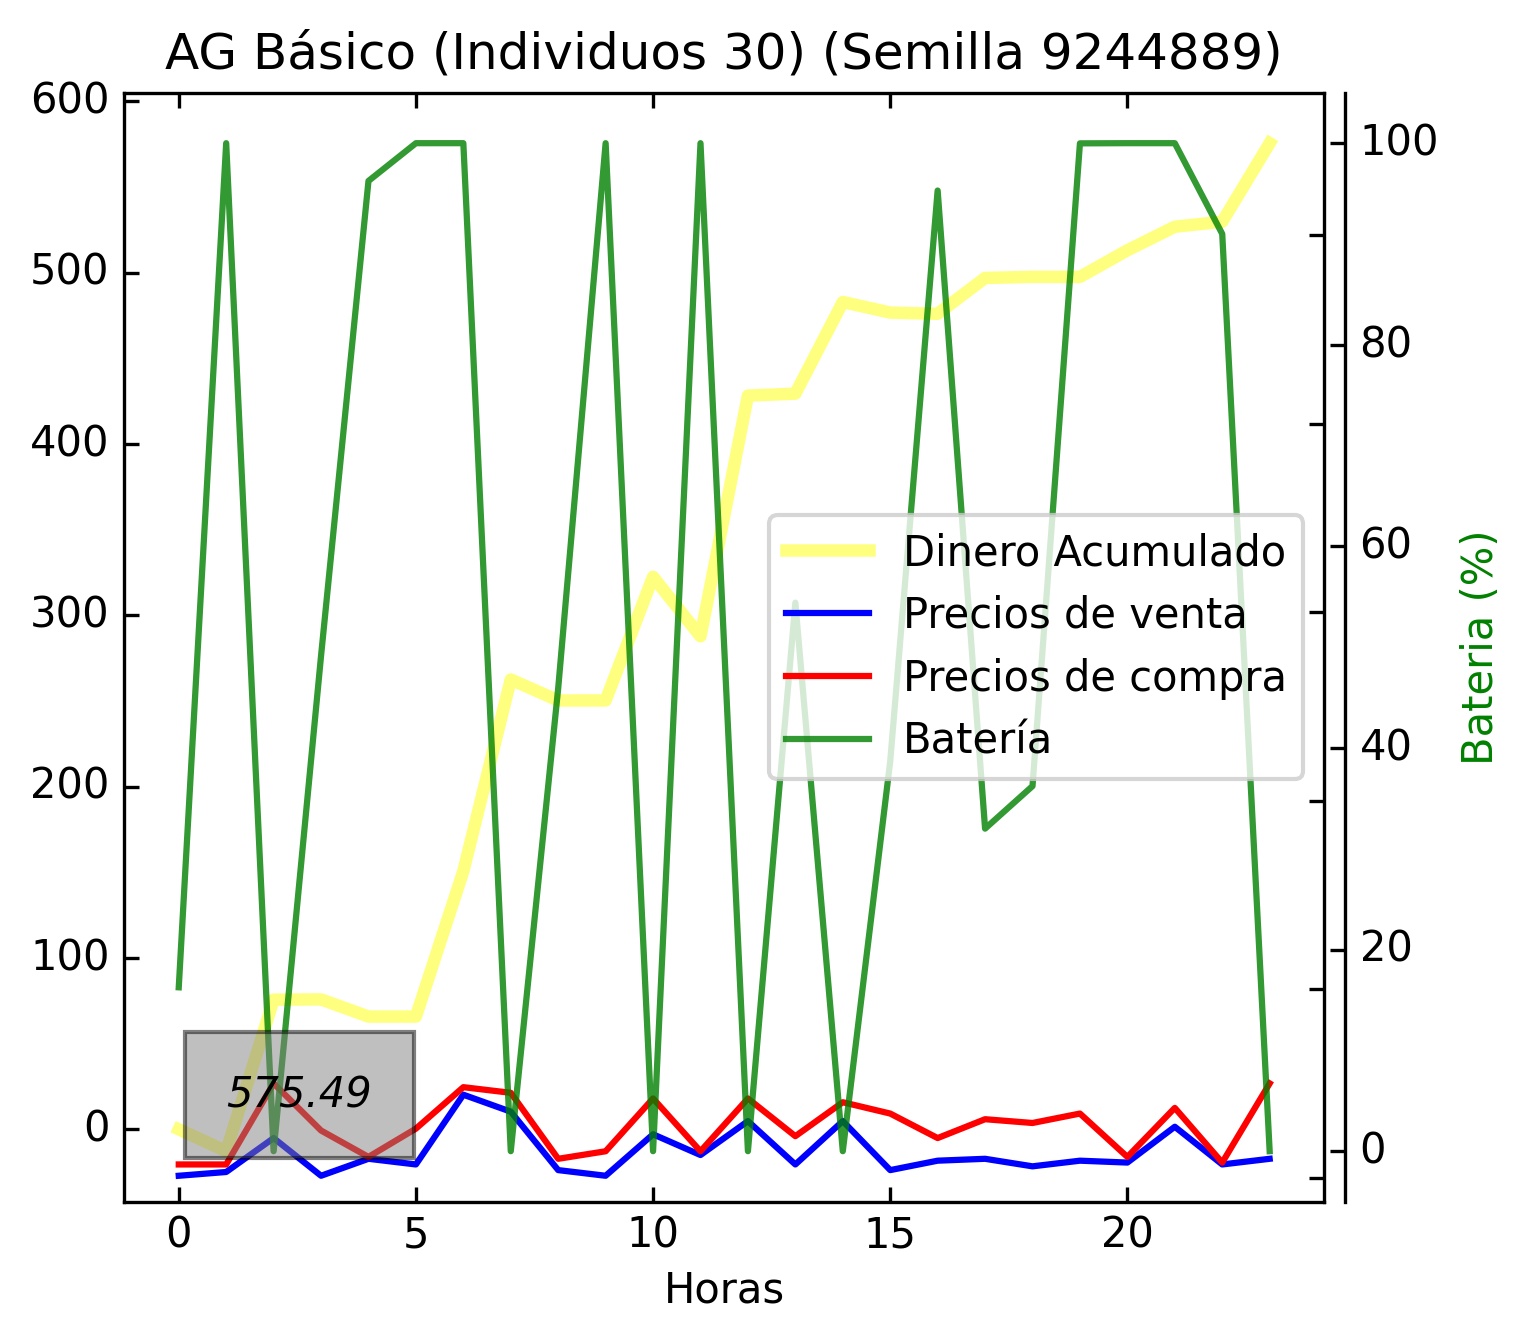 AG Básico (Individuos 30) (Semilla 9244889)
600
500
400
300
200
100
0
100
80
60
40
20
0
Bateria (%)
Dinero Acumulado
Precios de venta
Precios de compra
Batería
575.49
0 5 10 15 20
Horas